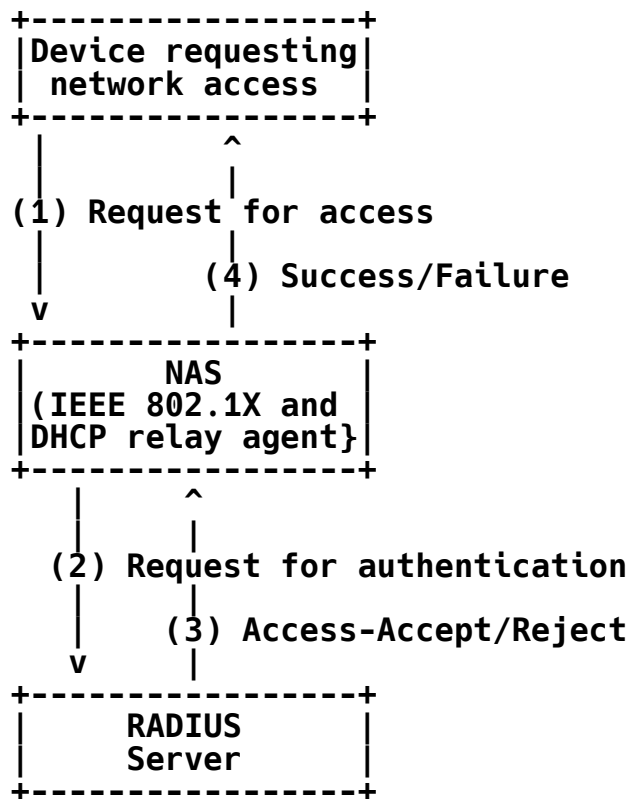 Device requesting
network access
(1) Request for access
(4) Success/Failure
NAS
(IEEE 802.1X and
DHCP relay agent}
(2) Request for authentication
(3) Access-Accept/Reject
RADIUS
Server